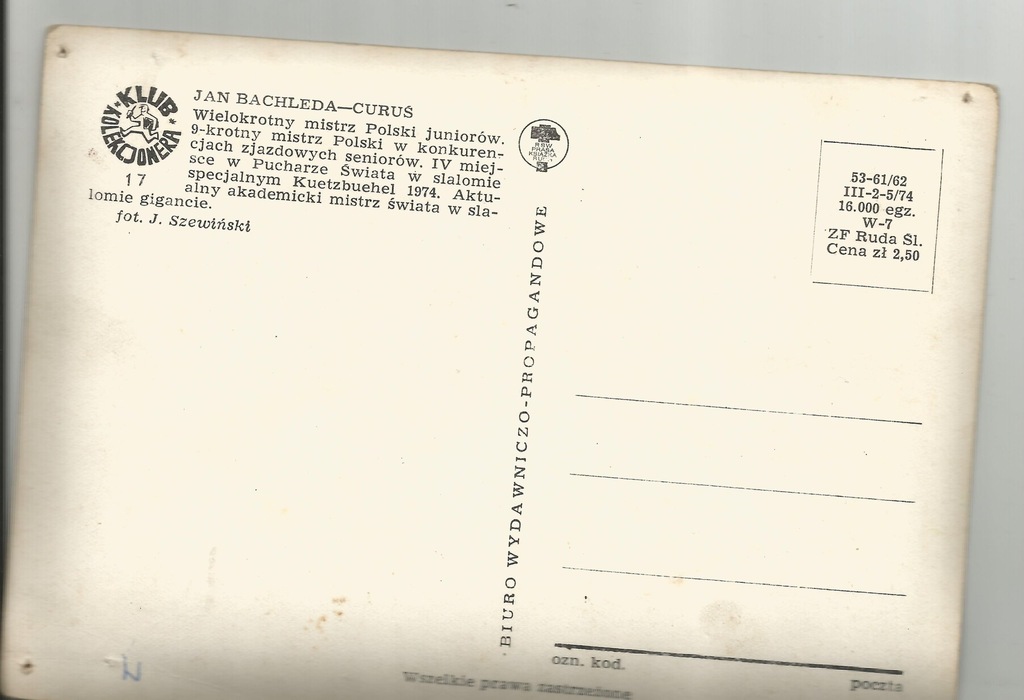 KLUB KOLEKCJONERA
17
JAN BACHLEDA—CURUŚ
Wielokrotny mistrz Polski juniorów.
9-krotny mistrz Polski w konkuren-
cjach zjazdowych seniorów. IV miej-
sce w Pucharze Świata w slalomie
specjalnym Kuetzbuehel 1974. Aktu-
alny akademicki mistrz świata w sla-
lomie gigancie.
fot. J. Szewiński
RSW
PRASA
KSIĄŻKA
RUCH
BIURO WYDAWNICZO-PROPAGANDOWE
53-61/62
III-2-5/74
16.000 egz.
W-7
ZF Ruda Śl.
Cena zł 2,50
ozn. kod.
poczta
Wszelkie prawa zastrzeżone
N